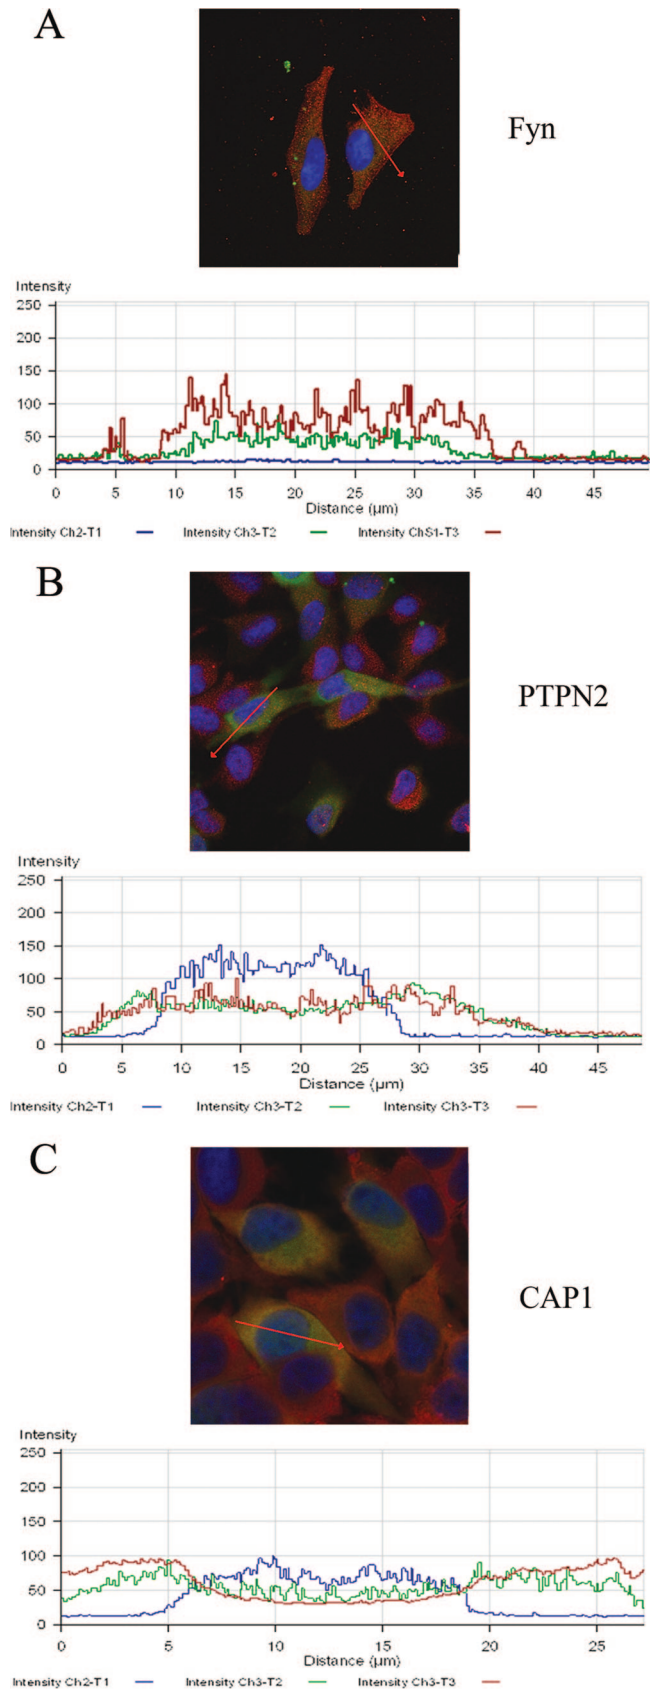 A
Fyn
Intensity
250
200
150
100
50
0
0 5 10 15 20 25 30 35 40 45
Distance (µm)
Intensity Ch2-T1 Intensity Ch3-T2 Intensity ChS1-T3
B
PTPN2
Intensity
250
200
150
100
50
0
0 5 10 15 20 25 30 35 40 45
Distance (µm)
Intensity Ch2-T1 Intensity Ch3-T2 Intensity Ch3-T3
C
CAP1
Intensity
250
200
150
100
50
0
0 5 10 15 20 25
Distance (µm)
Intensity Ch2-T1 Intensity Ch3-T2 Intensity Ch3-T3